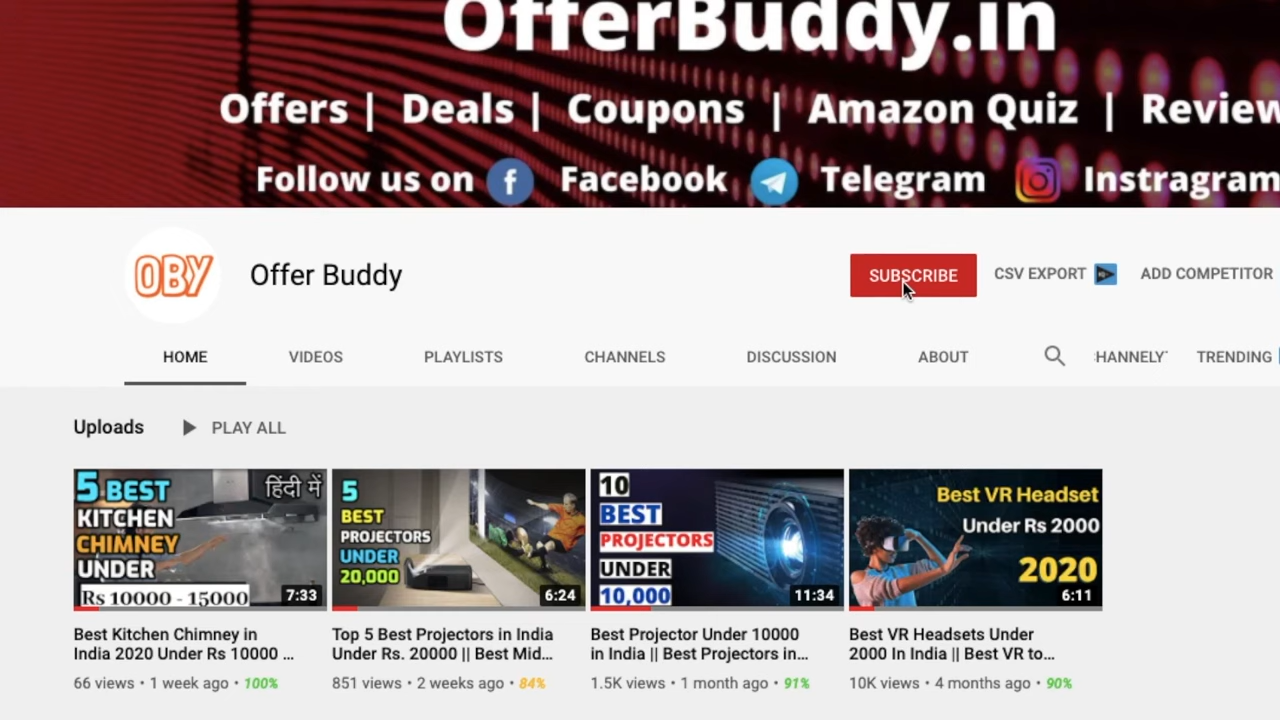 OfferBuddy.in
Offers | Deals | Coupons | Amazon Quiz | Review
Follow us on Facebook Telegram Instragram
OBY
Offer Buddy
SUBSCRIBE
CSV EXPORT
ADD COMPETITOR
HOME
VIDEOS
PLAYLISTS
CHANNELS
DISCUSSION
ABOUT
HANNELY
TRENDING
Uploads
PLAY ALL
5 BEST
हिंदी में
KITCHEN
CHIMNEY
UNDER
Rs 10000 - 15000
7:33
5
BEST
PROJECTORS
UNDER
20,000
6:24
10
BEST
PROJECTORS
UNDER
10,000
11:34
Best VR Headset
Under Rs 2000
2020
6:11
Best Kitchen Chimney in
India 2020 Under Rs 10000 ...
66 views • 1 week ago • 100%
Top 5 Best Projectors in India
Under Rs. 20000 || Best Mid...
851 views • 2 weeks ago • 84%
Best Projector Under 10000
in India || Best Projectors in...
1.5K views • 1 month ago • 91%
Best VR Headsets Under
2000 In India || Best VR to...
10K views • 4 months ago • 90%